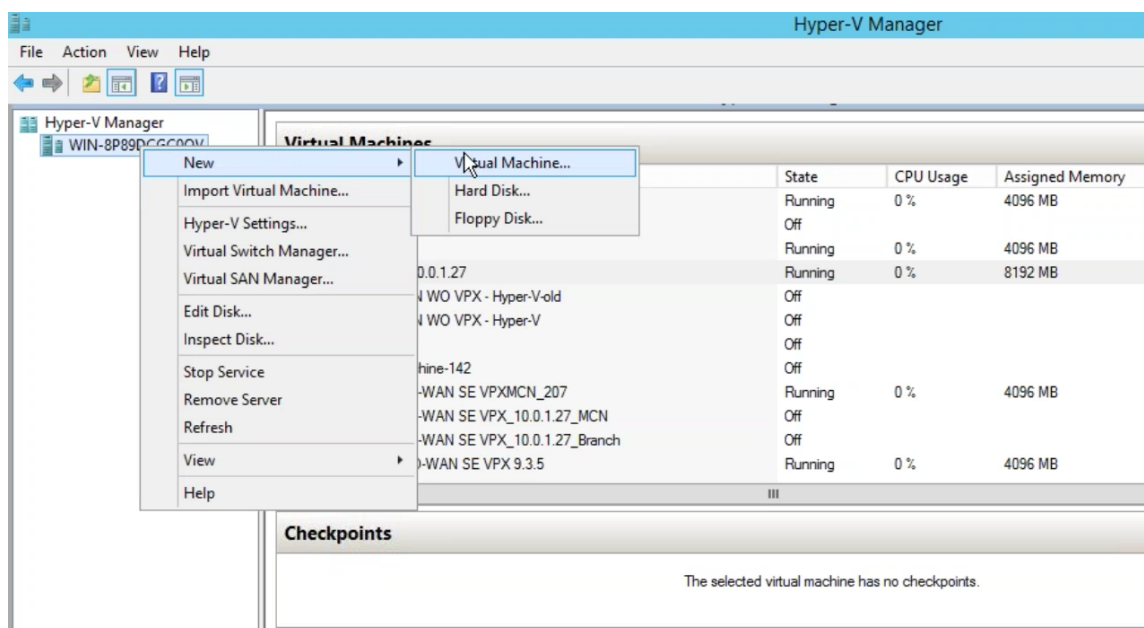 Hyper-V Manager
File Action View Help
Hyper-V Manager
WIN-8P89DCGC0OV
Virtual Machines
New
Import Virtual Machine...
Hyper-V Settings...
Virtual Switch Manager...
Virtual SAN Manager...
Edit Disk...
Inspect Disk...
Stop Service
Remove Server
Refresh
View
Help
Virtual Machine...
Hard Disk...
Floppy Disk...
State CPU Usage Assigned Memory
Running 0 % 4096 MB
Off
Running 0 % 4096 MB
0.0.1.27 Running 0 % 8192 MB
WO VPX - Hyper-V-old Off
WO VPX - Hyper-V Off
Off
hine-142 Off
-WAN SE VPXMCN_207 Running 0 % 4096 MB
-WAN SE VPX_10.0.1.27_MCN Off
-WAN SE VPX_10.0.1.27_Branch Off
-WAN SE VPX 9.3.5 Running 0 % 4096 MB
Checkpoints
The selected virtual machine has no checkpoints.